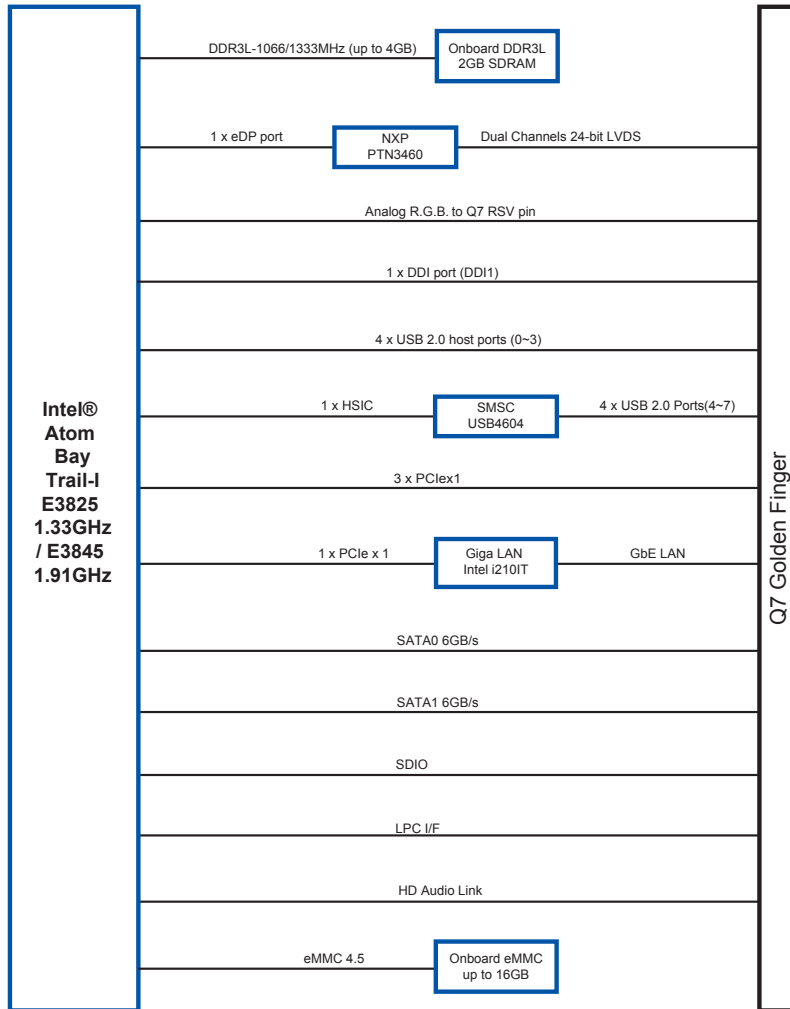 DDR3L-1066/1333MHz (up to 4GB)
Onboard DDR3L
2GB SDRAM
1 x eDP port
NXP
PTN3460
Dual Channels 24-bit LVDS
Analog R.G.B. to Q7 RSV pin
1 x DDI port (DDI1)
4 x USB 2.0 host ports (0~3)
Intel®
Atom
Bay
Trail-I
E3825
1.33GHz
/ E3845
1.91GHz
1 x HSIC
SMSC
USB4604
4 x USB 2.0 Ports(4~7)
3 x PCIex1
1 x PCIe x 1
Giga LAN
Intel i210IT
GbE LAN
SATA0 6GB/s
SATA1 6GB/s
SDIO
LPC I/F
HD Audio Link
eMMC 4.5
Onboard eMMC
up to 16GB
Q7 Golden Finger